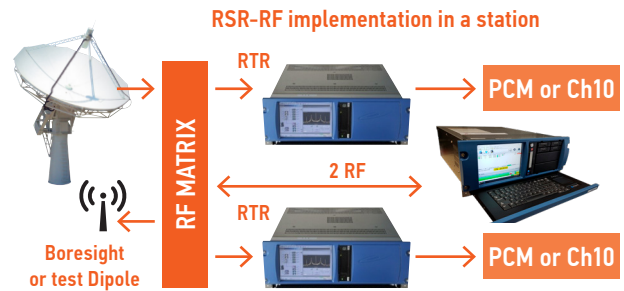 RSR-RF implementation in a station
RTR
PCM or Ch10
RF MATRIX
2 RF
RTR
Boresight
or test Dipole
PCM or Ch10